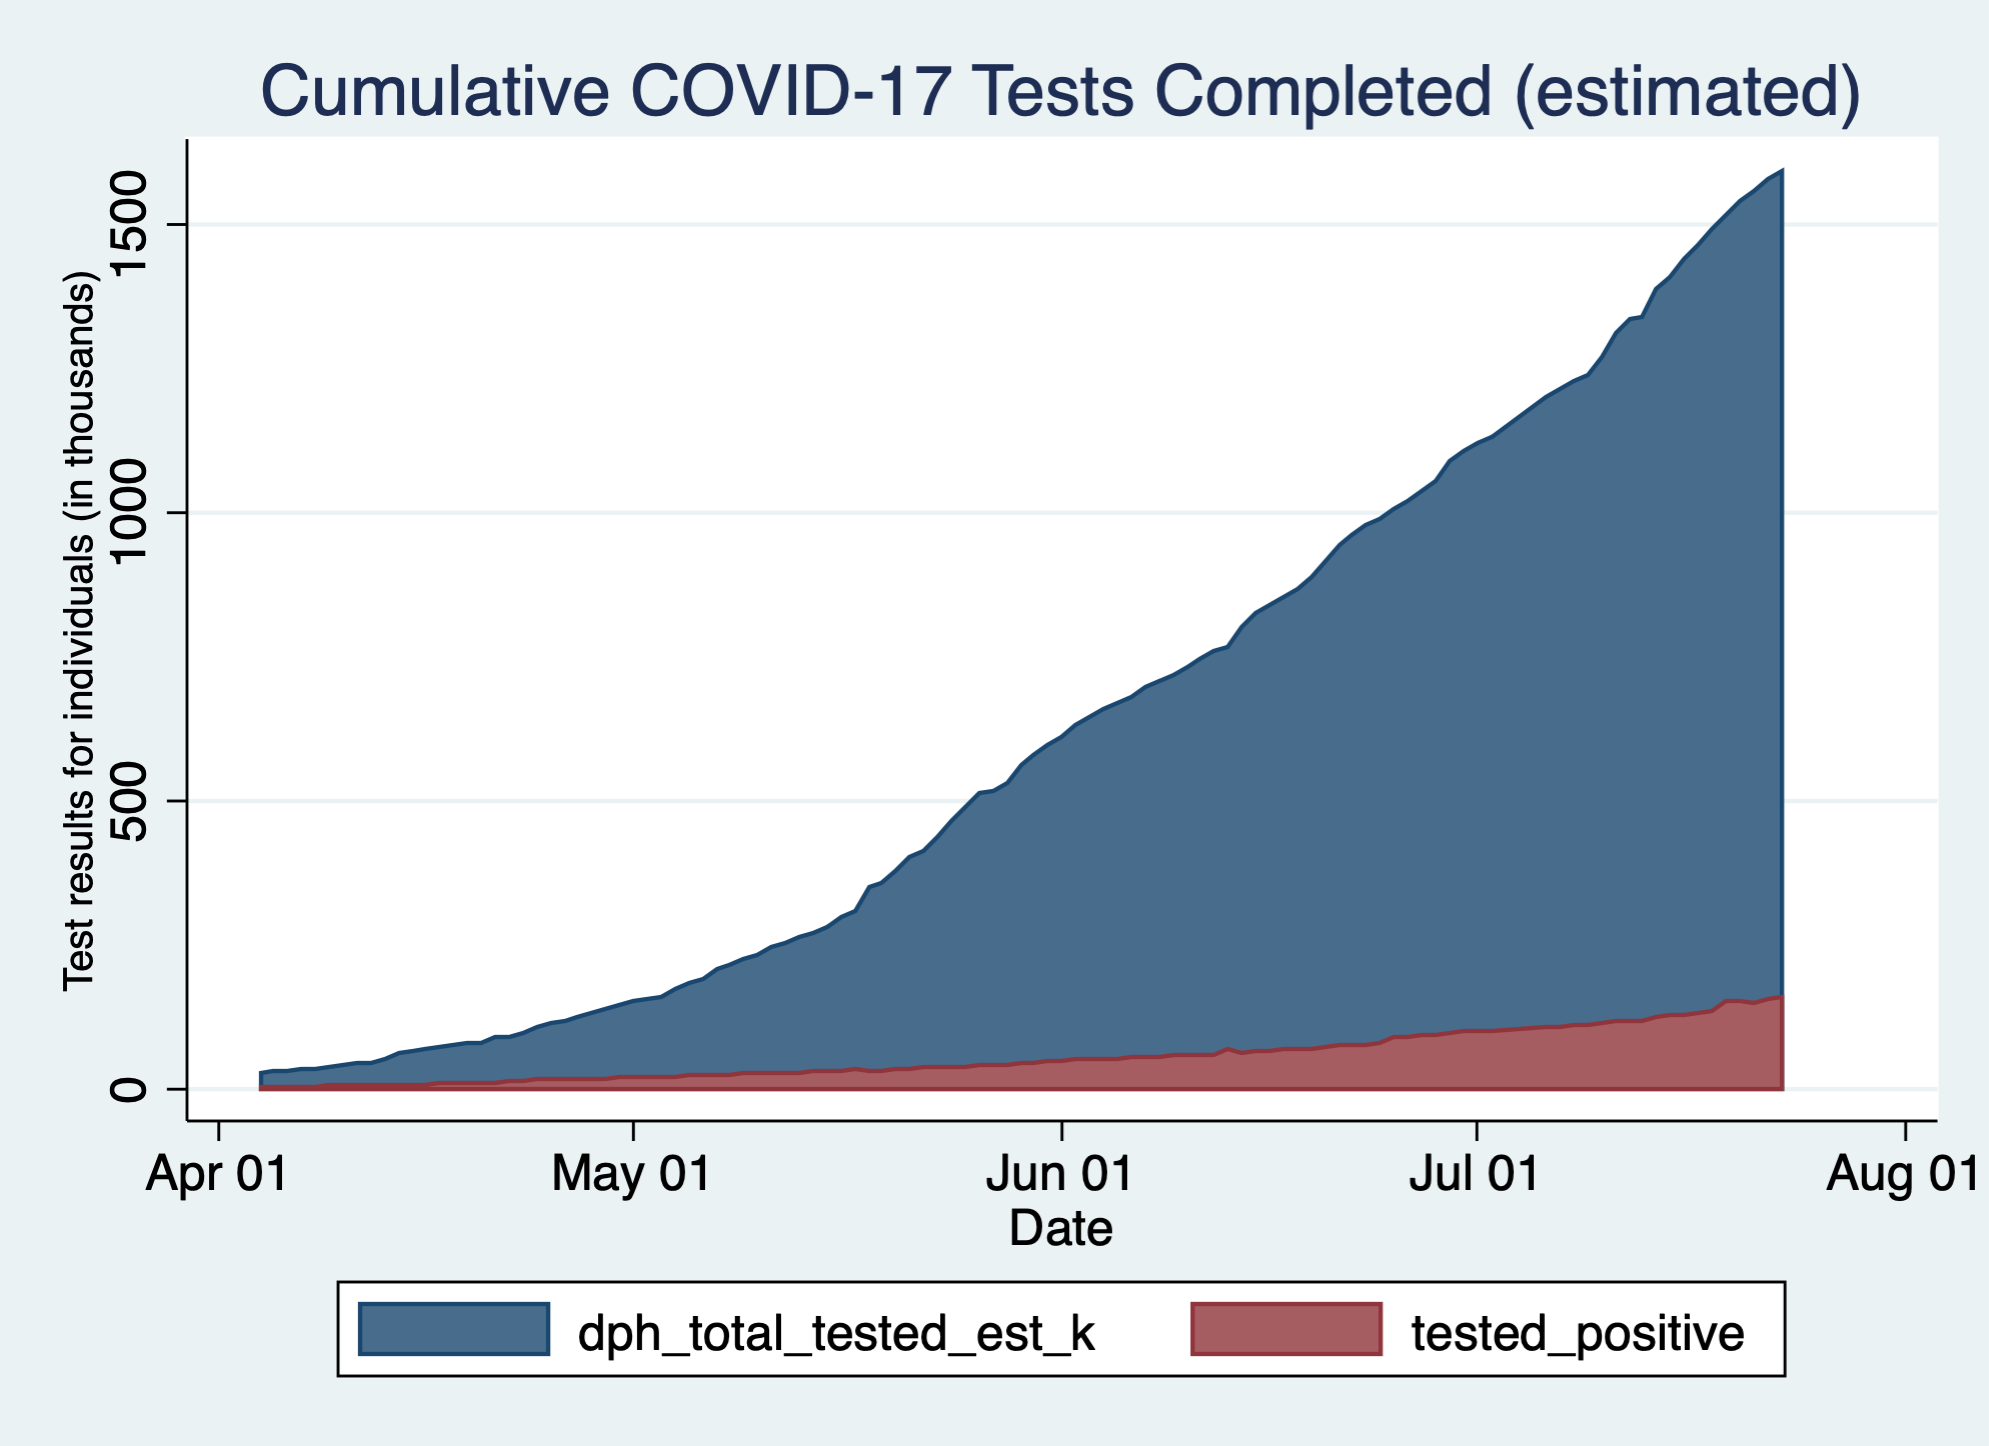 Cumulative COVID-17 Tests Completed (estimated)
Test results for individuals (in thousands)
1500
1000
500
0
Apr 01 May 01 Jun 01 Jul 01 Aug 01
Date
dph_total_tested_est_k tested_positive